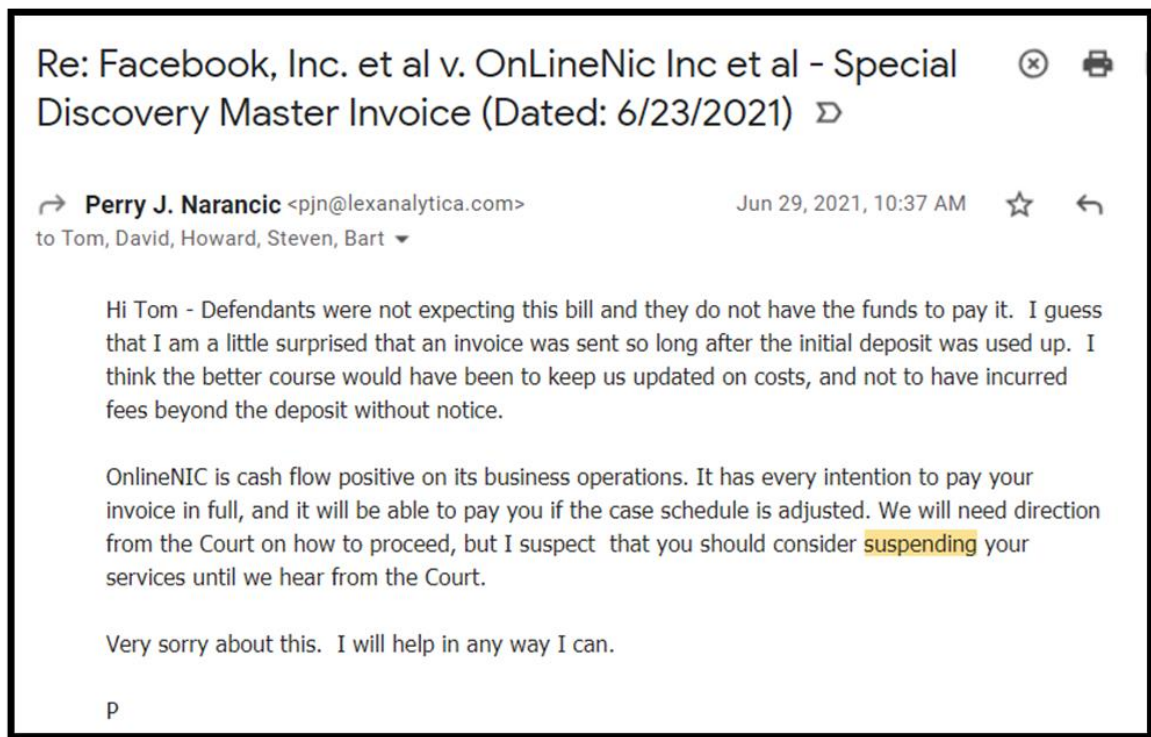 Re: Facebook, Inc. et al v. OnLineNic Inc et al - Special
Discovery Master Invoice (Dated: 6/23/2021)
Perry J. Narancic <pjn@lexanalytica.com> Jun 29, 2021, 10:37 AM
to Tom, David, Howard, Steven, Bart
Hi Tom - Defendants were not expecting this bill and they do not have the funds to pay it.  I guess
that I am a little surprised that an invoice was sent so long after the initial deposit was used up.  I
think the better course would have been to keep us updated on costs, and not to have incurred
fees beyond the deposit without notice.
OnlineNIC is cash flow positive on its business operations. It has every intention to pay your
invoice in full, and it will be able to pay you if the case schedule is adjusted. We will need direction
from the Court on how to proceed, but I suspect  that you should consider suspending your
services until we hear from the Court.
Very sorry about this.  I will help in any way I can.
P